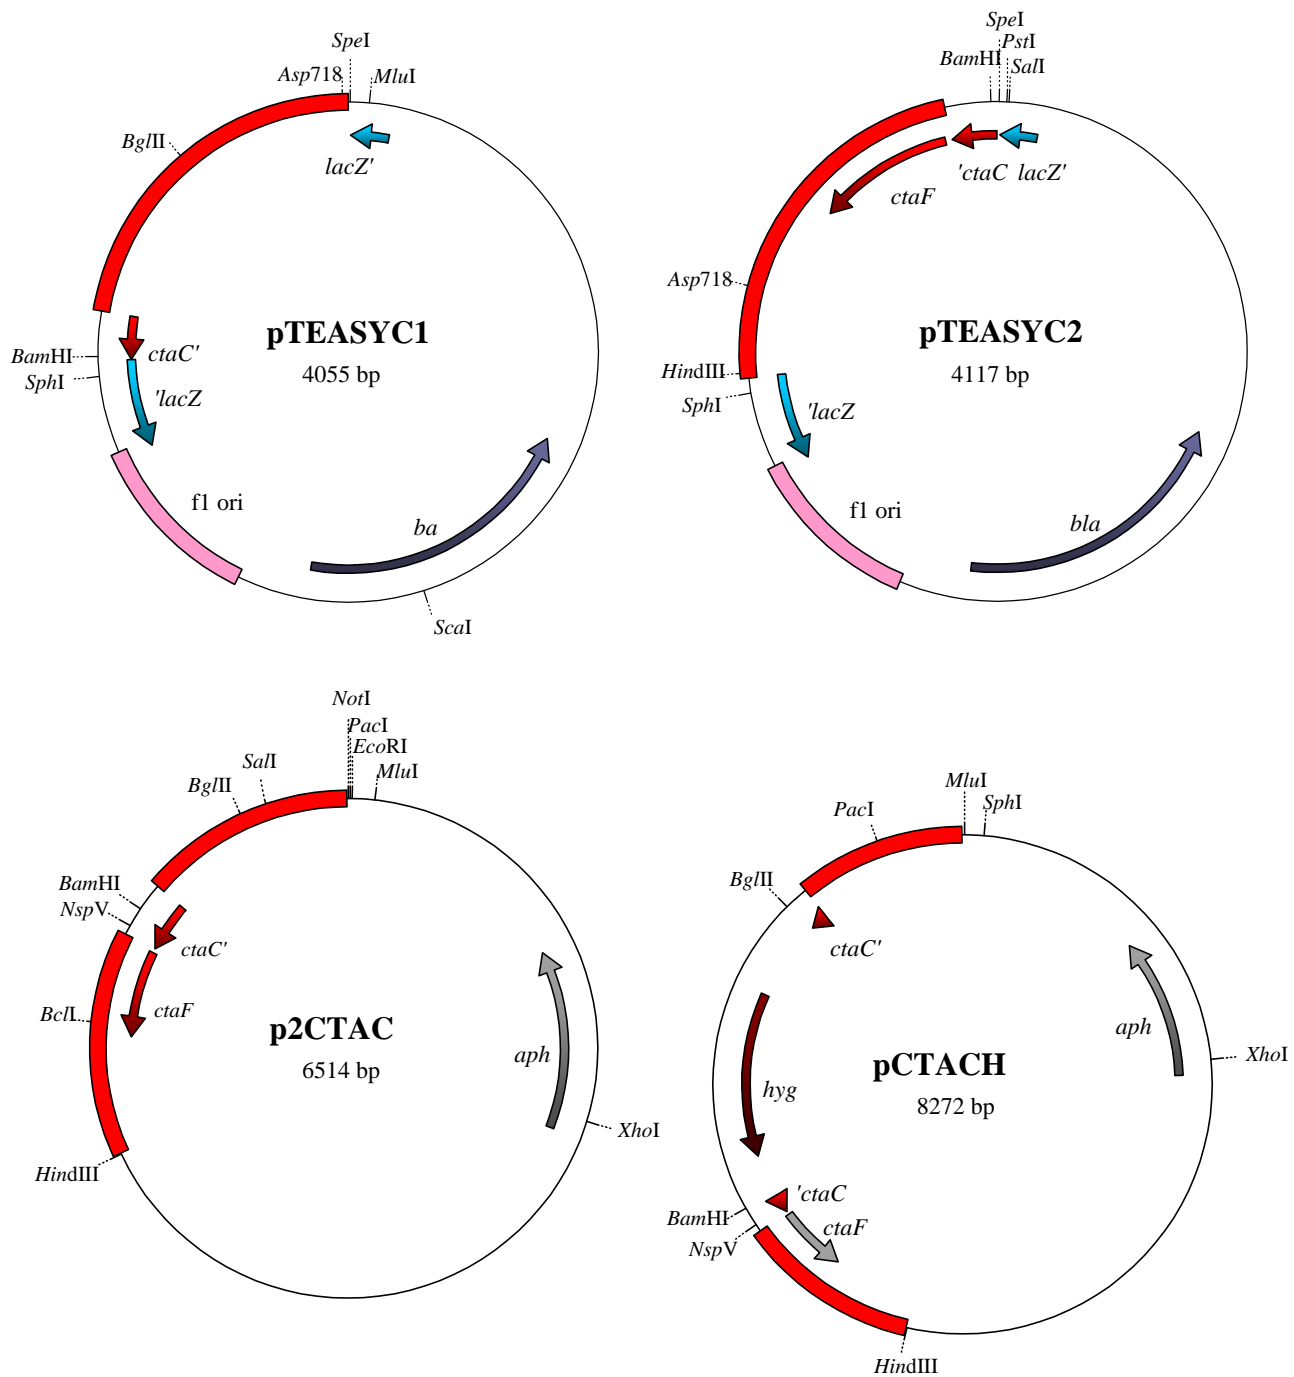 SpeI
Asp718
MluI
BglII
lacZ'
pTEASYC1
4055 bp
BamHI
ctaC'
SphI
'lacZ
f1 ori
ba
ScaI
SpeI
PstI
BamHI
SalI
'ctaC lacZ'
ctaF
Asp718
pTEASYC2
4117 bp
HindIII
SphI
'lacZ
f1 ori
bla
NotI
PacI
EcoRI
SalI
MluI
BglII
BamHI
NspV
ctaC'
BclI
ctaF
p2CTAC
6514 bp
aph
XhoI
HindIII
MluI
SphI
PacI
BglII
ctaC'
aph
XhoI
pCTACH
8272 bp
hyg
'ctaC
BamHI
ctaF
NspV
HindIII